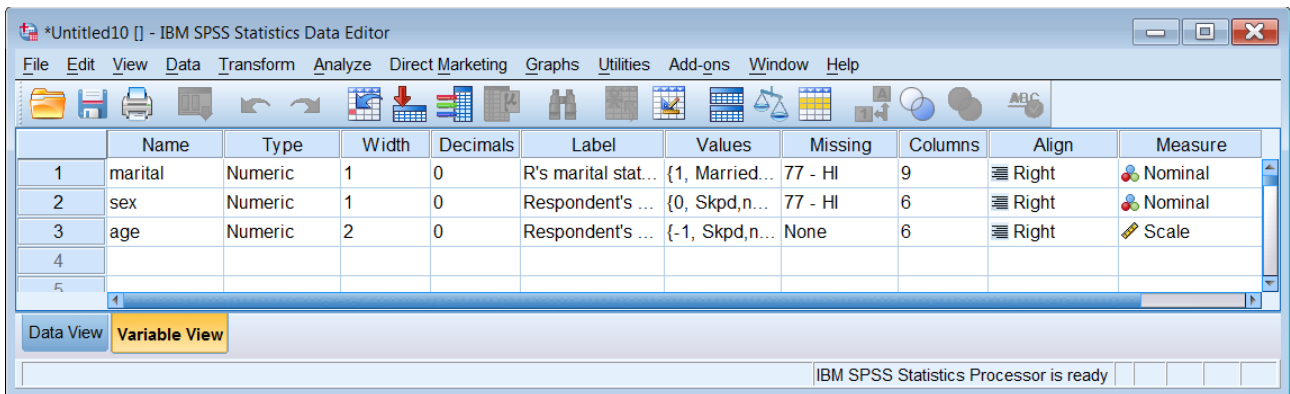 *Untitled10 [] - IBM SPSS Statistics Data Editor
File Edit View Data Transform Analyze Direct Marketing Graphs Utilities Add-ons Window Help
Name Type Width Decimals Label Values Missing Columns Align Measure
1 marital Numeric 1 0 R's marital stat... {1, Married... 77 - HI 9 Right Nominal
2 sex Numeric 1 0 Respondent's ... {0, Skpd,n... 77 - HI 6 Right Nominal
3 age Numeric 2 0 Respondent's ... {-1, Skpd,n... None 6 Right Scale
4
5
Data View Variable View
IBM SPSS Statistics Processor is ready